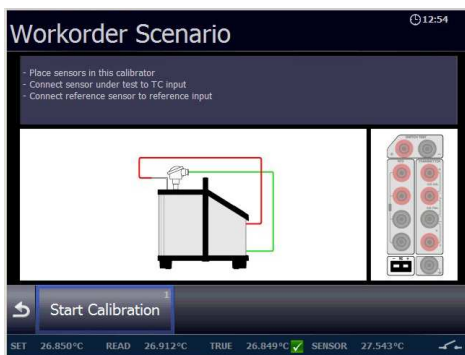 12:54
Workorder Scenario
- Place sensors in this calibrator
- Connect sensor under test to TC input
- Connect reference sensor to reference input
1
Start Calibration
SET 26.850°C READ 26.912°C TRUE 26.849°C SENSOR 27.543°C